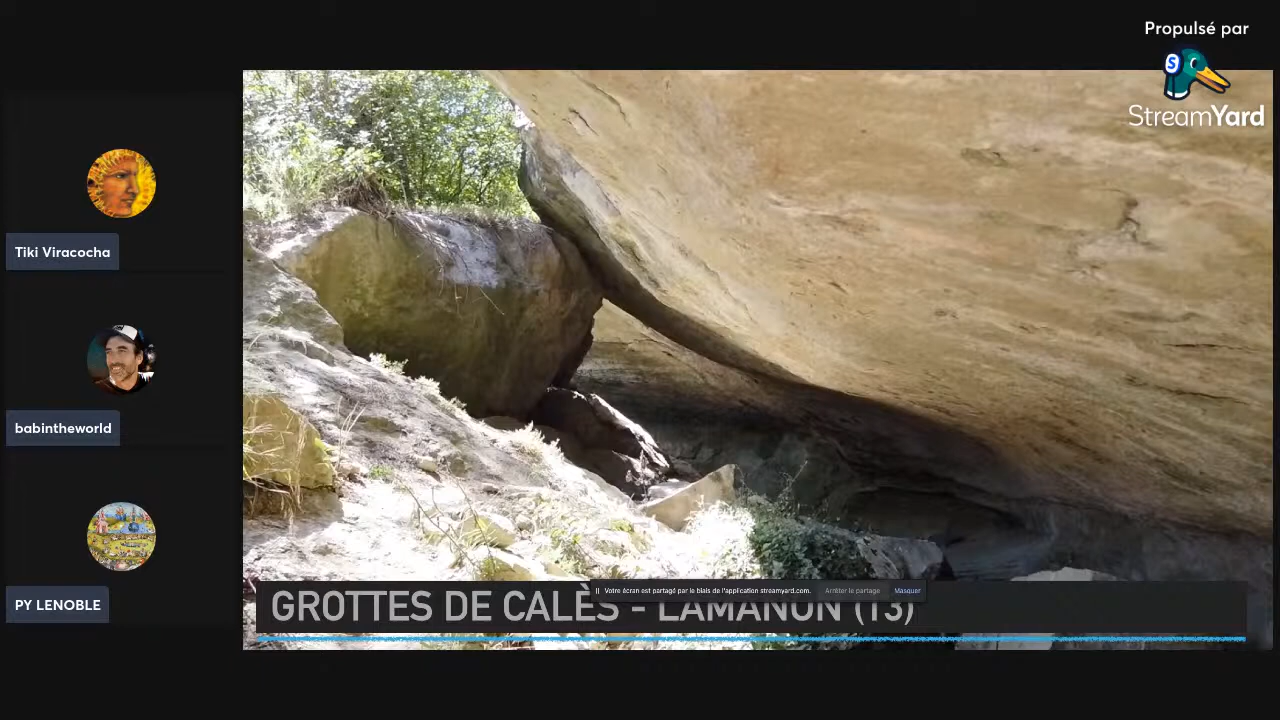 Propulsé par
StreamYard
Tiki Viracocha
babintheworld
PY LENOBLE
Votre écran est partagé par le biais de l'application streamyard.com. Arrêter le partage Masquer
GROTTES DE CALÈS - LAMANON (13)